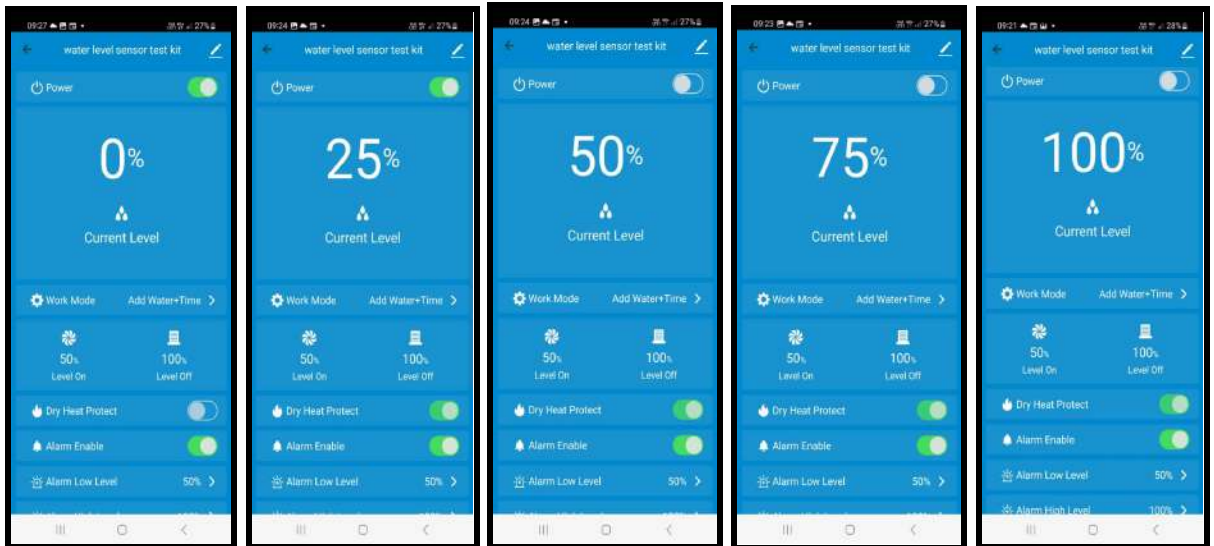 09:27
27%
water level sensor test kit
Power
0%
Current Level
Work Mode
Add Water+Time
50%
100%
Level On
Level Off
Dry Heat Protect
Alarm Enable
Alarm Low Level
50%
09:24
27%
water level sensor test kit
Power
25%
Current Level
Work Mode
Add Water+Time
50%
100%
Level On
Level Off
Dry Heat Protect
Alarm Enable
Alarm Low Level
50%
09:24
27%
water level sensor test kit
Power
50%
Current Level
Work Mode
Add Water+Time
50%
100%
Level On
Level Off
Dry Heat Protect
Alarm Enable
Alarm Low Level
50%
09:23
27%
water level sensor test kit
Power
75%
Current Level
Work Mode
Add Water+Time
50%
100%
Level On
Level Off
Dry Heat Protect
Alarm Enable
Alarm Low Level
50%
09:21
28%
water level sensor test kit
Power
100%
Current Level
Work Mode
Add Water+Time
50%
100%
Level On
Level Off
Dry Heat Protect
Alarm Enable
Alarm Low Level
50%
Alarm High Level
100%